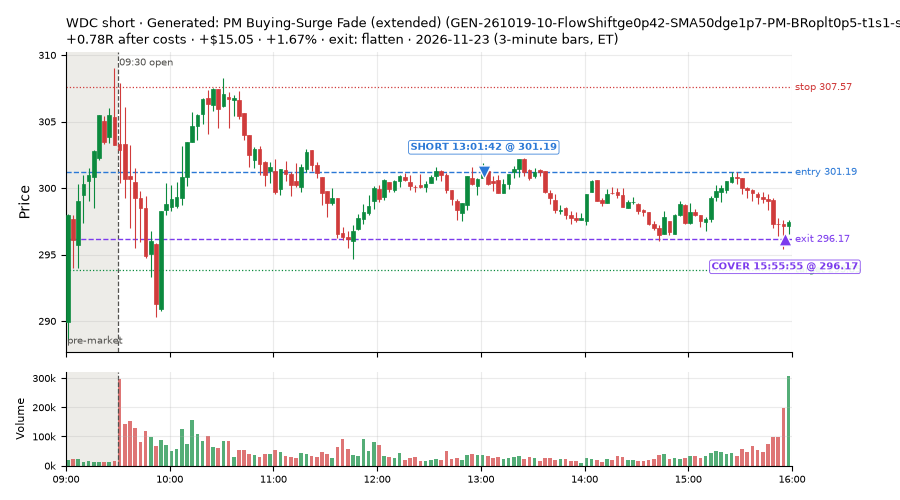 WDC short · Generated: PM Buying-Surge Fade (extended) (GEN-261019-10-FlowShiftge0p42-SMA50dge1p7-PM-BRoplt0p5-t1s1-s
+0.78R after costs · +$15.05 · +1.67% · exit: flatten · 2026-11-23 (3-minute bars, ET)
310
09:30 open
stop 307.57
305
SHORT 13:01:42 @ 301.19
entry 301.19
300
Price
exit 296.17
295
COVER 15:55:55 @ 296.17
290
pre-market
300k
200k
Volume
100k
0k
09:00 10:00 11:00 12:00 13:00 14:00 15:00 16:00